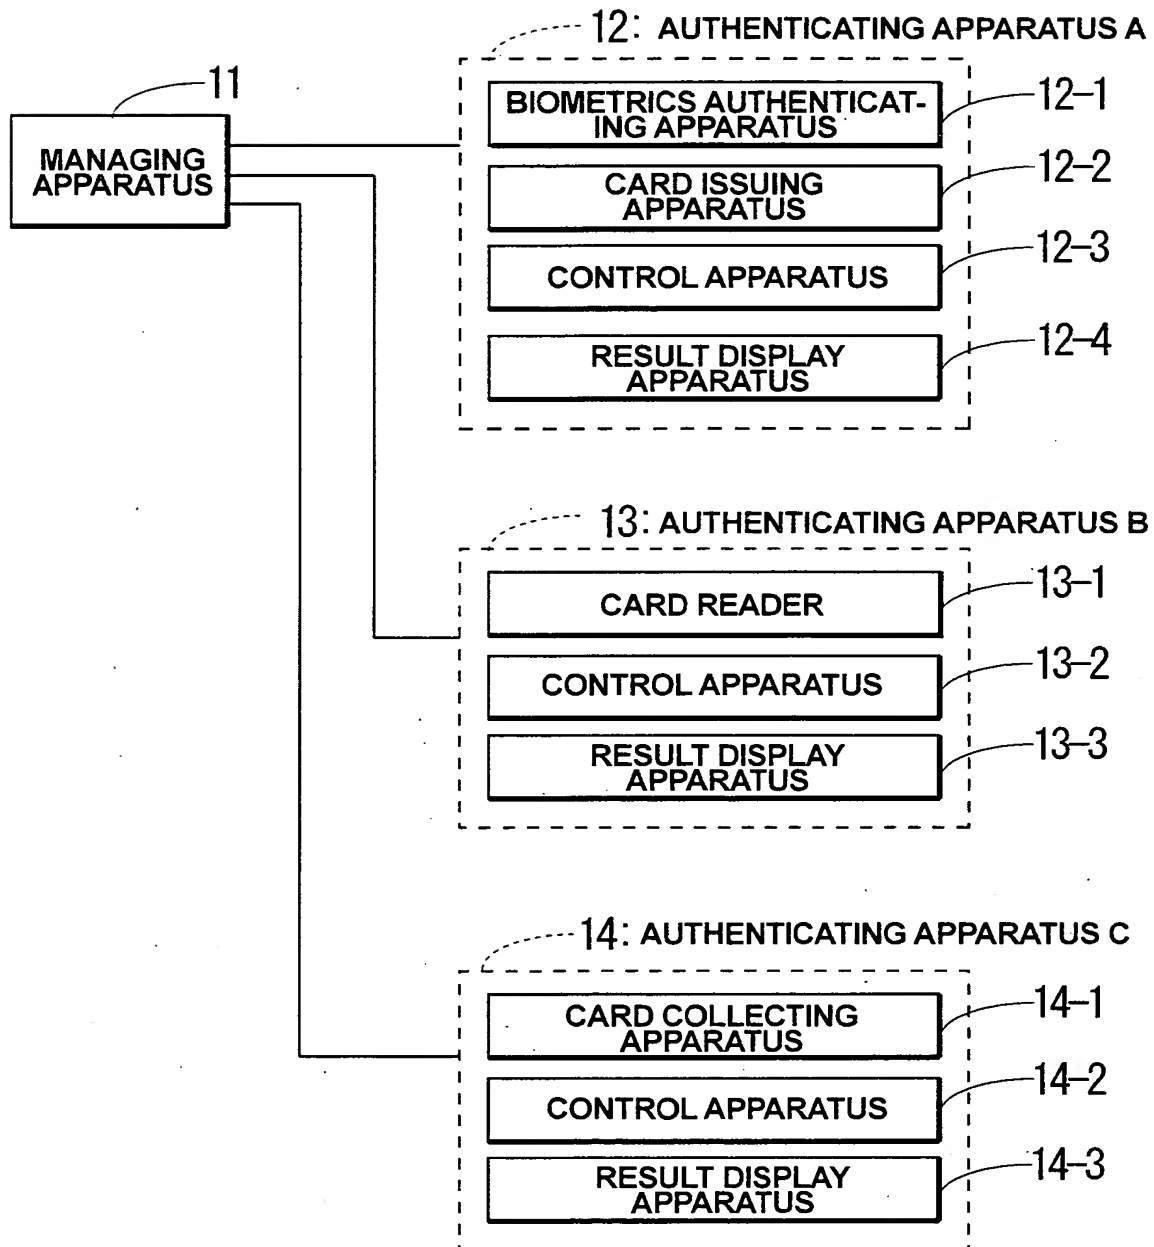 11
MANAGING
APPARATUS
12: AUTHENTICATING APPARATUS A
BIOMETRICS AUTHENTICAT-
ING APPARATUS
12-1
CARD ISSUING
APPARATUS
12-2
CONTROL APPARATUS
12-3
RESULT DISPLAY
APPARATUS
12-4
13: AUTHENTICATING APPARATUS B
CARD READER
13-1
CONTROL APPARATUS
13-2
RESULT DISPLAY
APPARATUS
13-3
14: AUTHENTICATING APPARATUS C
CARD COLLECTING
APPARATUS
14-1
CONTROL APPARATUS
14-2
RESULT DISPLAY
APPARATUS
14-3